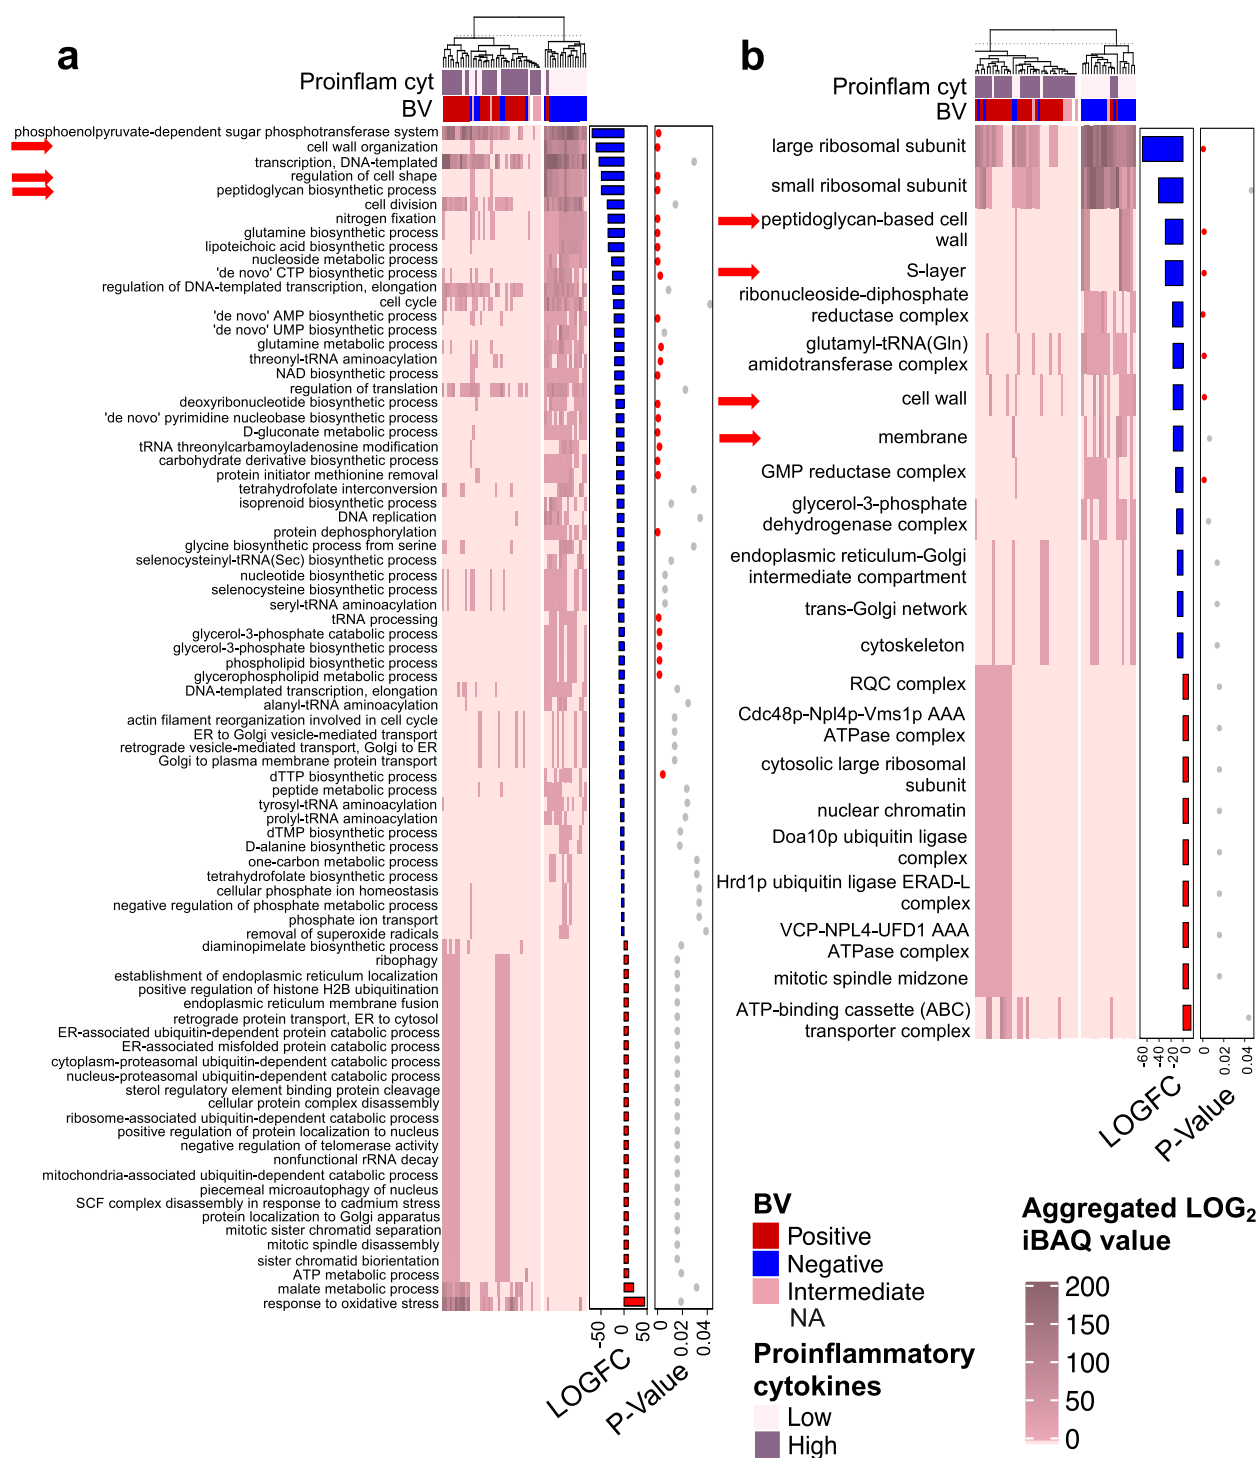 a
Proinflam cyt
BV
phosphoenolpyruvate-dependent sugar phosphotransferase system
cell wall organization
transcription, DNA-templated
regulation of cell shape
peptidoglycan biosynthetic process
cell division
nitrogen fixation
glutamine biosynthetic process
lipoteichoic acid biosynthetic process
nucleoside metabolic process
'de novo' CTP biosynthetic process
regulation of DNA-templated transcription, elongation
cell cycle
'de novo' AMP biosynthetic process
'de novo' UMP biosynthetic process
glutamine metabolic process
threonyl-tRNA aminoacylation
NAD biosynthetic process
regulation of translation
deoxyribonucleotide biosynthetic process
'de novo' pyrimidine nucleobase biosynthetic process
D-gluconate metabolic process
tRNA threonylcarbamoyladenosine modification
carbohydrate derivative biosynthetic process
protein initiator methionine removal
tetrahydrofolate interconversion
isoprenoid biosynthetic process
DNA replication
protein dephosphorylation
glycine biosynthetic process from serine
selenocysteinyl-tRNA(Sec) biosynthetic process
nucleotide biosynthetic process
selenocysteine biosynthetic process
seryl-tRNA aminoacylation
tRNA processing
glycerol-3-phosphate catabolic process
glycerol-3-phosphate biosynthetic process
phospholipid biosynthetic process
glycerophospholipid metabolic process
DNA-templated transcription, elongation
alanyl-tRNA aminoacylation
actin filament reorganization involved in cell cycle
ER to Golgi vesicle-mediated transport
retrograde vesicle-mediated transport, Golgi to ER
Golgi to plasma membrane protein transport
dTTP biosynthetic process
peptide metabolic process
tyrosyl-tRNA aminoacylation
prolyl-tRNA aminoacylation
dTMP biosynthetic process
D-alanine biosynthetic process
one-carbon metabolic process
tetrahydrofolate biosynthetic process
cellular phosphate ion homeostasis
negative regulation of phosphate metabolic process
phosphate ion transport
removal of superoxide radicals
diaminopimelate biosynthetic process
ribophagy
establishment of endoplasmic reticulum localization
positive regulation of histone H2B ubiquitination
endoplasmic reticulum membrane fusion
retrograde protein transport, ER to cytosol
ER-associated ubiquitin-dependent protein catabolic process
ER-associated misfolded protein catabolic process
cytoplasm-proteasomal ubiquitin-dependent catabolic process
nucleus-proteasomal ubiquitin-dependent catabolic process
sterol regulatory element binding protein cleavage
cellular protein complex disassembly
ribosome-associated ubiquitin-dependent catabolic process
positive regulation of protein localization to nucleus
negative regulation of telomerase activity
nonfunctional rRNA decay
mitochondria-associated ubiquitin-dependent catabolic process
piecemeal microautophagy of nucleus
SCF complex disassembly in response to cadmium stress
protein localization to Golgi apparatus
mitotic sister chromatid separation
mitotic spindle disassembly
sister chromatid biorientation
ATP metabolic process
malate metabolic process
response to oxidative stress
-50 0 50
LOGFC
0 0.02 0.04
P-Value
b
Proinflam cyt
BV
large ribosomal subunit
small ribosomal subunit
peptidoglycan-based cell
wall
S-layer
ribonucleoside-diphosphate
reductase complex
glutamyl-tRNA(Gln)
amidotransferase complex
cell wall
membrane
GMP reductase complex
glycerol-3-phosphate
dehydrogenase complex
endoplasmic reticulum-Golgi
intermediate compartment
trans-Golgi network
cytoskeleton
RQC complex
Cdc48p-Npl4p-Vms1p AAA
ATPase complex
cytosolic large ribosomal
subunit
nuclear chromatin
Doa10p ubiquitin ligase
complex
Hrd1p ubiquitin ligase ERAD-L
complex
VCP-NPL4-UFD1 AAA
ATPase complex
mitotic spindle midzone
ATP-binding cassette (ABC)
transporter complex
-60 -40 -20 0
LOGFC
0 0.02 0.04
P-Value
BV
Positive
Negative
Intermediate
NA
Proinflammatory
cytokines
Low
High
Aggregated LOG₂
iBAQ value
200
150
100
50
0